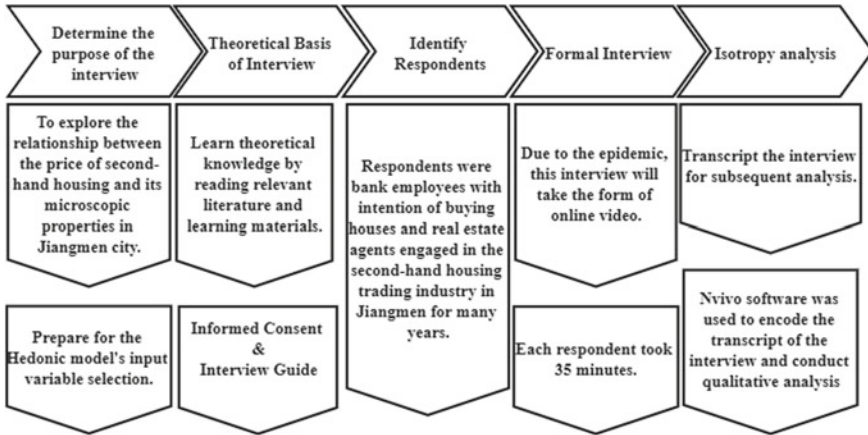 Determine the
purpose of the
interview
Theoretical Basis
of Interview
Identify
Respondents
Formal Interview
Isotropy analysis
To explore the
relationship between
the price of second-
hand housing and its
microscopic
properties in
Jiangmen city.
Learn theoretical
knowledge by
reading relevant
literature and
learning materials.
Respondents were
bank employees with
intention of buying
houses and real estate
agents engaged in the
second-hand housing
trading industry in
Jiangmen for many
years.
Due to the epidemic,
this interview will
take the form of
online video.
Transcript the interview
for subsequent analysis.
Prepare for the
Hedonic model's input
variable selection.
Informed Consent
&
Interview Guide
Each respondent took
35 minutes.
Nvivo software was
used to encode the
transcript of the
interview and conduct
qualitative analysis